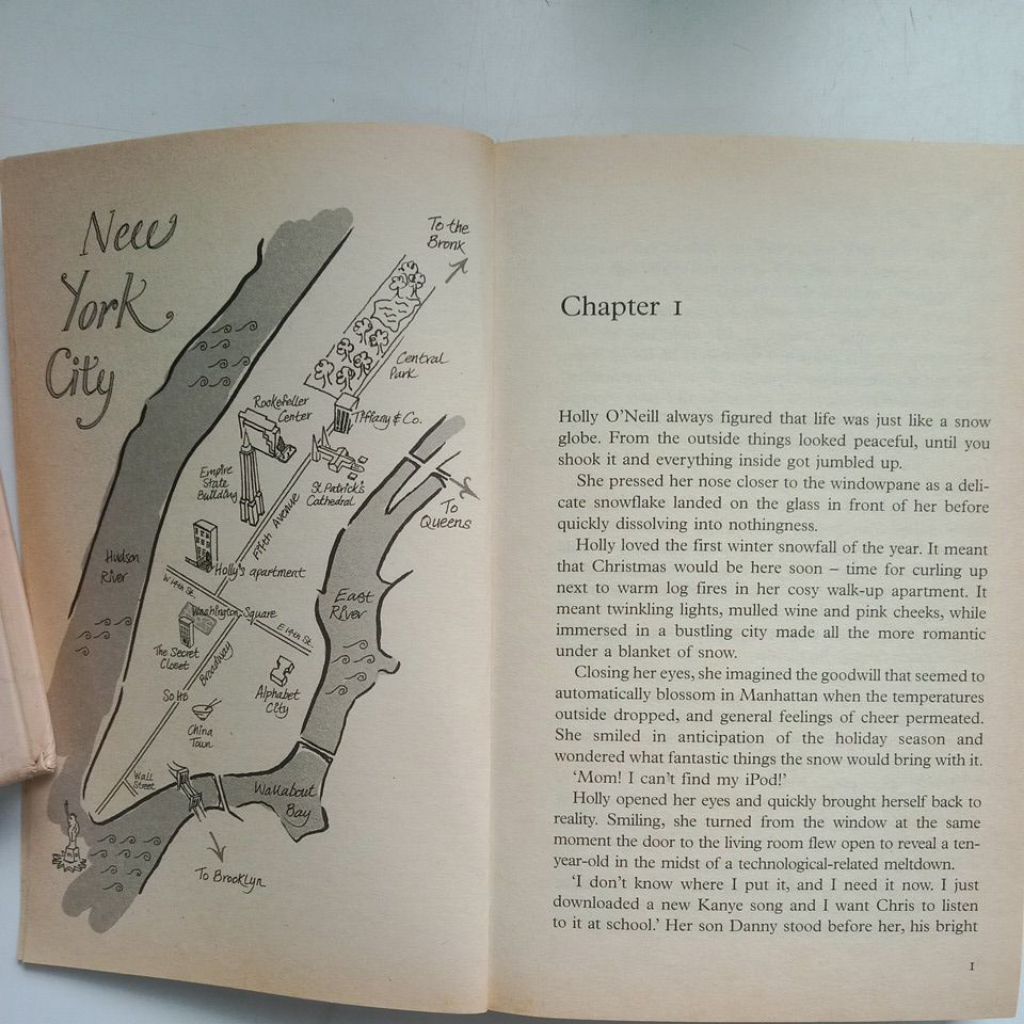 New
York
City
To the
Bronx
Central
Park
Rockefeller
Center
Tiffany & Co.
Empire
State
Building
St Patrick's
Cathedral
Fifth Avenue
To
Queens
Hudson
River
Holly's apartment
W 14th St.
Washington Square
East
River
E 14th St.
The Secret
Closet
Broadway
SoHo
Alphabet
City
China
Town
Wall
Street
Wallabout
Bay
To Brooklyn
Chapter 1
Holly O'Neill always figured that life was just like a snow
globe. From the outside things looked peaceful, until you
shook it and everything inside got jumbled up.
She pressed her nose closer to the windowpane as a deli-
cate snowflake landed on the glass in front of her before
quickly dissolving into nothingness.
Holly loved the first winter snowfall of the year. It meant
that Christmas would be here soon – time for curling up
next to warm log fires in her cosy walk-up apartment. It
meant twinkling lights, mulled wine and pink cheeks, while
immersed in a bustling city made all the more romantic
under a blanket of snow.
Closing her eyes, she imagined the goodwill that seemed to
automatically blossom in Manhattan when the temperatures
outside dropped, and general feelings of cheer permeated.
She smiled in anticipation of the holiday season and
wondered what fantastic things the snow would bring with it.
'Mom! I can't find my iPod!'
Holly opened her eyes and quickly brought herself back to
reality. Smiling, she turned from the window at the same
moment the door to the living room flew open to reveal a ten-
year-old in the midst of a technological-related meltdown.
'I don't know where I put it, and I need it now. I just
downloaded a new Kanye song and I want Chris to listen
to it at school.' Her son Danny stood before her, his bright
1